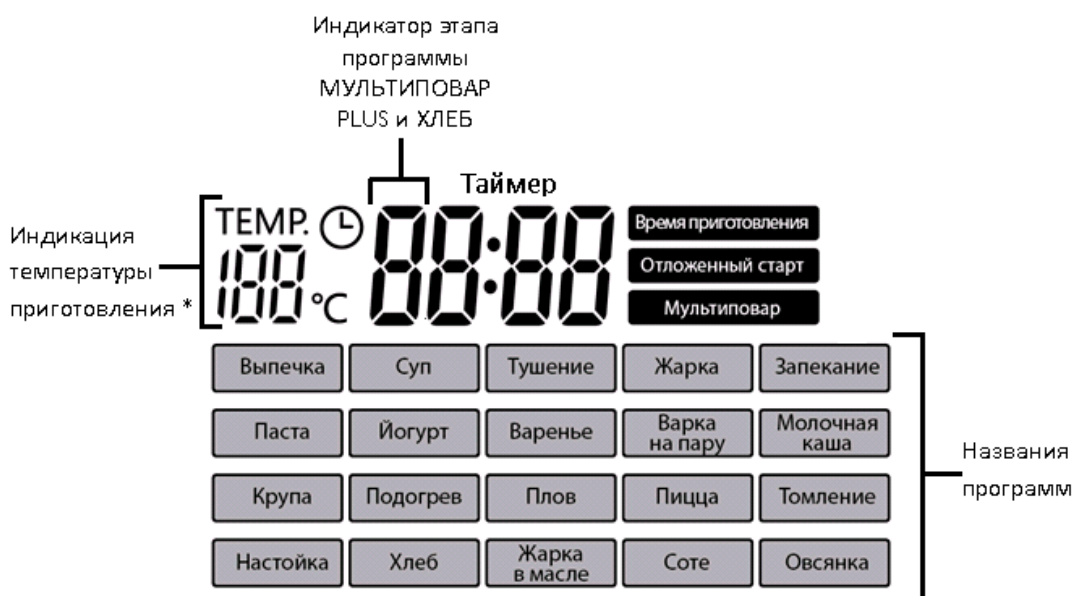 Индикатор этапа
программы
МУЛЬТИПОВАР
PLUS и ХЛЕБ
Таймер
Индикация
температуры
приготовления *
TEMP.
188 °C
88:88
Время приготовления
Отложенный старт
Мультиповар
Выпечка Суп Тушение Жарка Запекание
Паста Йогурт Варенье Варка на пару Молочная каша
Крупа Подогрев Плов Пицца Томление
Настойка Хлеб Жарка в масле Соте Овсянка
Названия
программ